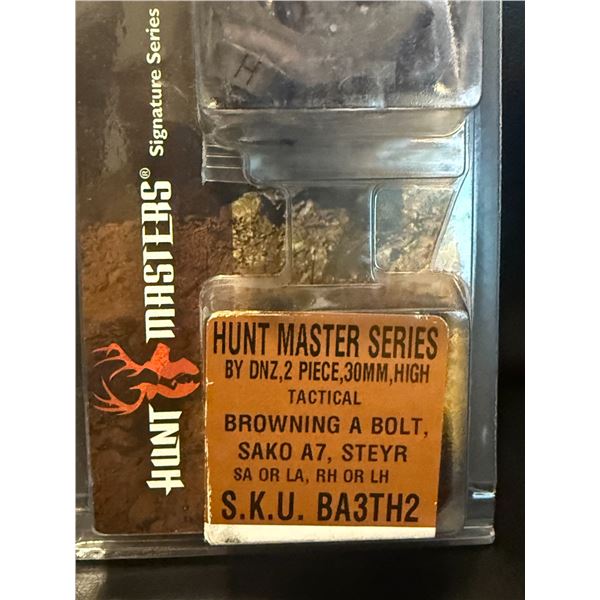 H
HUNT MASTERS® Signature Series
HUNT MASTER SERIES
BY DNZ,2 PIECE,30MM,HIGH
TACTICAL
BROWNING A BOLT,
SAKO A7, STEYR
SA OR LA, RH OR LH
S.K.U. BA3TH2